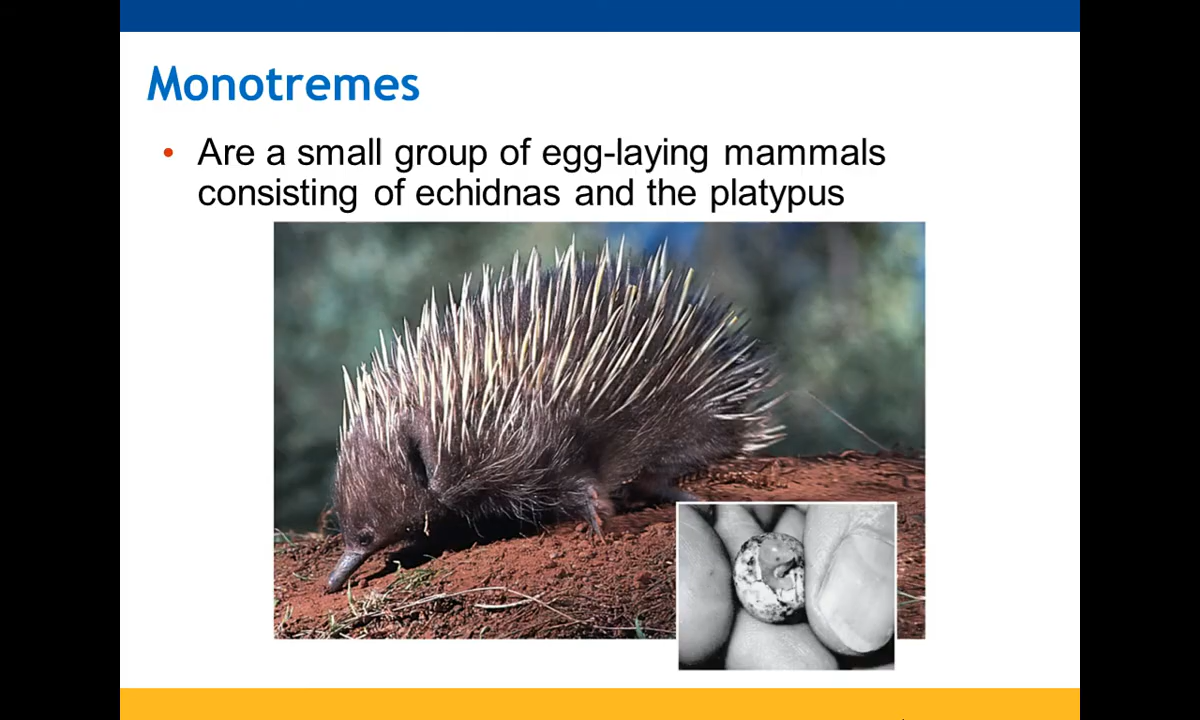 Monotremes
• Are a small group of egg-laying mammals
consisting of echidnas and the platypus